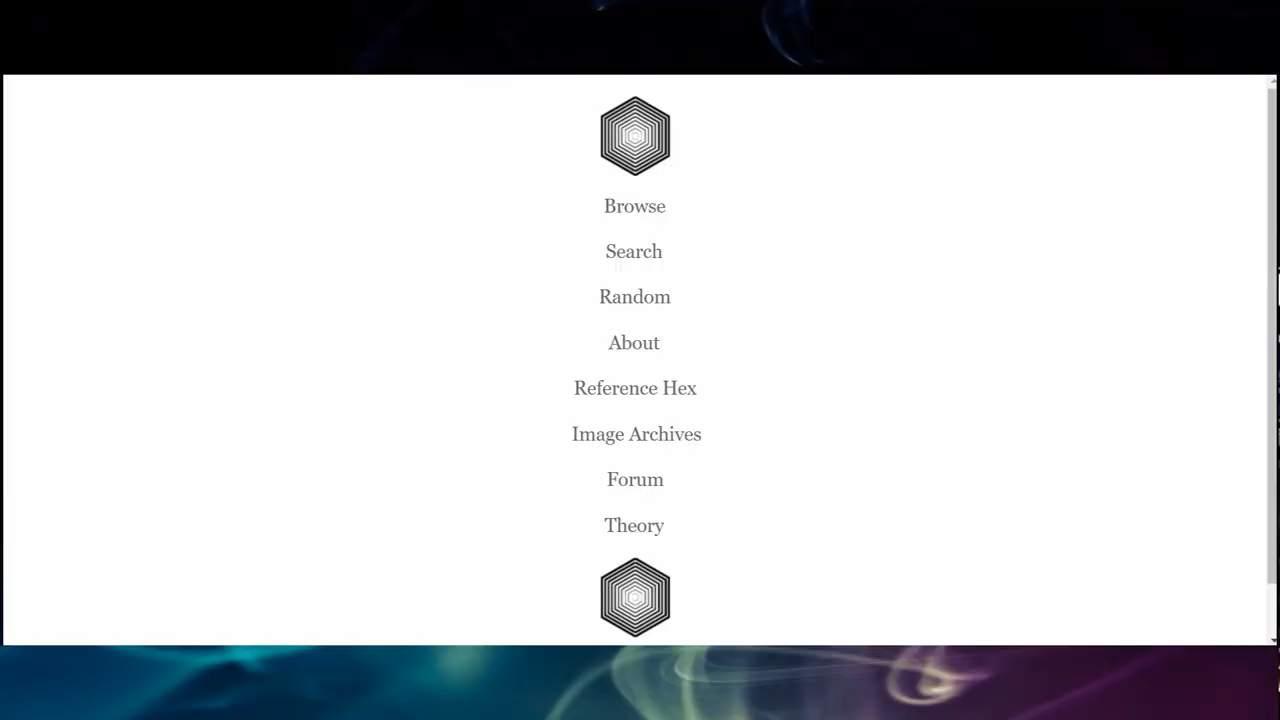 Browse
Search
Random
About
Reference Hex
Image Archives
Forum
Theory